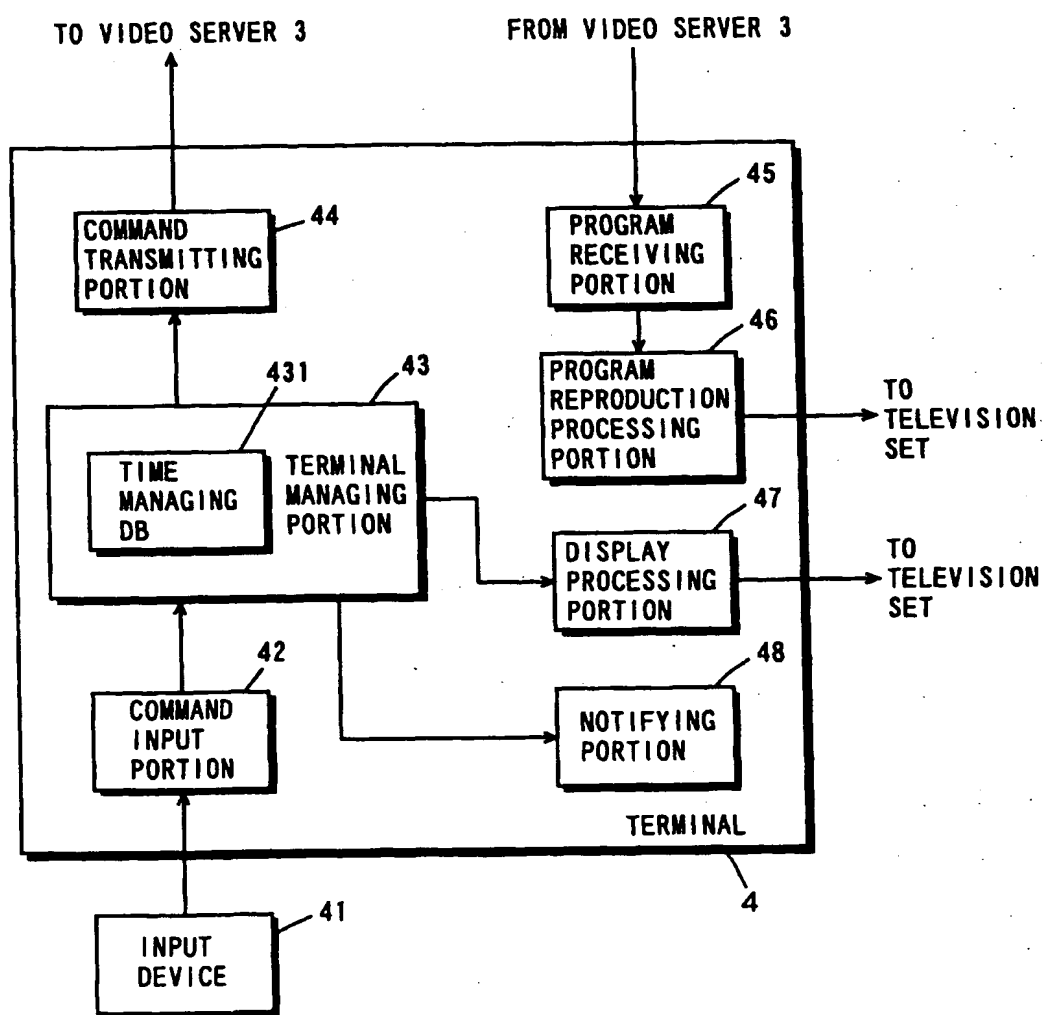 TO VIDEO SERVER 3
FROM VIDEO SERVER 3
44
COMMAND
TRANSMITTING
PORTION
45
PROGRAM
RECEIVING
PORTION
46
PROGRAM
REPRODUCTION
PROCESSING
PORTION
TO
TELEVISION
SET
43
431
TIME
MANAGING
DB
TERMINAL
MANAGING
PORTION
47
DISPLAY
PROCESSING
PORTION
TO
TELEVISION
SET
42
COMMAND
INPUT
PORTION
48
NOTIFYING
PORTION
TERMINAL
4
41
INPUT
DEVICE